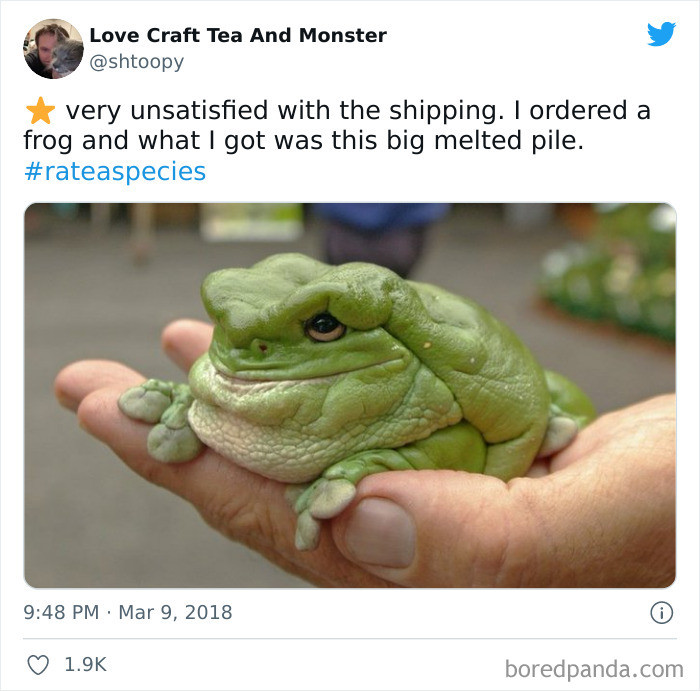 Love Craft Tea And Monster
@shtoopy
⭐ very unsatisfied with the shipping. I ordered a
frog and what I got was this big melted pile.
#rateaspecies
9:48 PM · Mar 9, 2018
1.9K
boredpanda.com